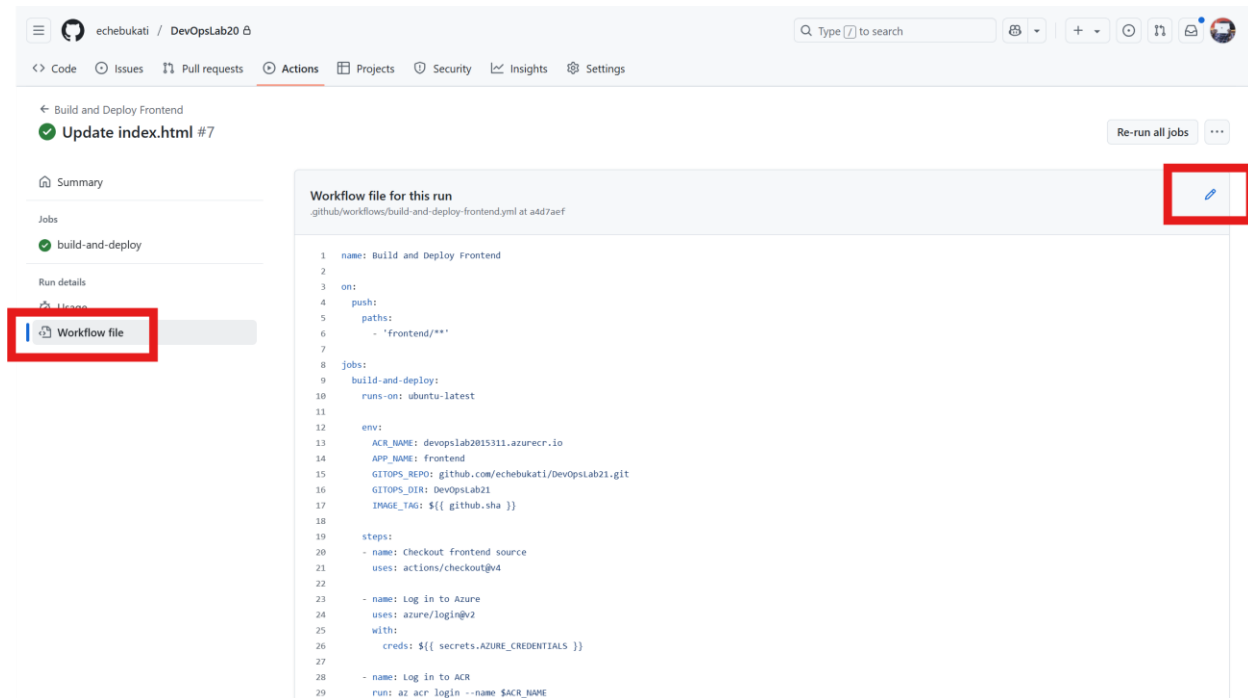 echebukati / DevOpsLab20
Type / to search
Code Issues Pull requests Actions Projects Security Insights Settings
← Build and Deploy Frontend
Update index.html #7
Re-run all jobs
Summary
Jobs
build-and-deploy
Run details
Usage
Workflow file
Workflow file for this run
.github/workflows/build-and-deploy-frontend.yml at a4d7aef
1 name: Build and Deploy Frontend
2
3 on:
4 push:
5 paths:
6 - 'frontend/**'
7
8 jobs:
9 build-and-deploy:
10 runs-on: ubuntu-latest
11
12 env:
13 ACR_NAME: devopslab2015311.azurecr.io
14 APP_NAME: frontend
15 GITOPS_REPO: github.com/echebukati/DevOpsLab21.git
16 GITOPS_DIR: DevOpsLab21
17 IMAGE_TAG: ${{ github.sha }}
18
19 steps:
20 - name: Checkout frontend source
21 uses: actions/checkout@v4
22
23 - name: Log in to Azure
24 uses: azure/login@v2
25 with:
26 creds: ${{ secrets.AZURE_CREDENTIALS }}
27
28 - name: Log in to ACR
29 run: az acr login --name $ACR_NAME